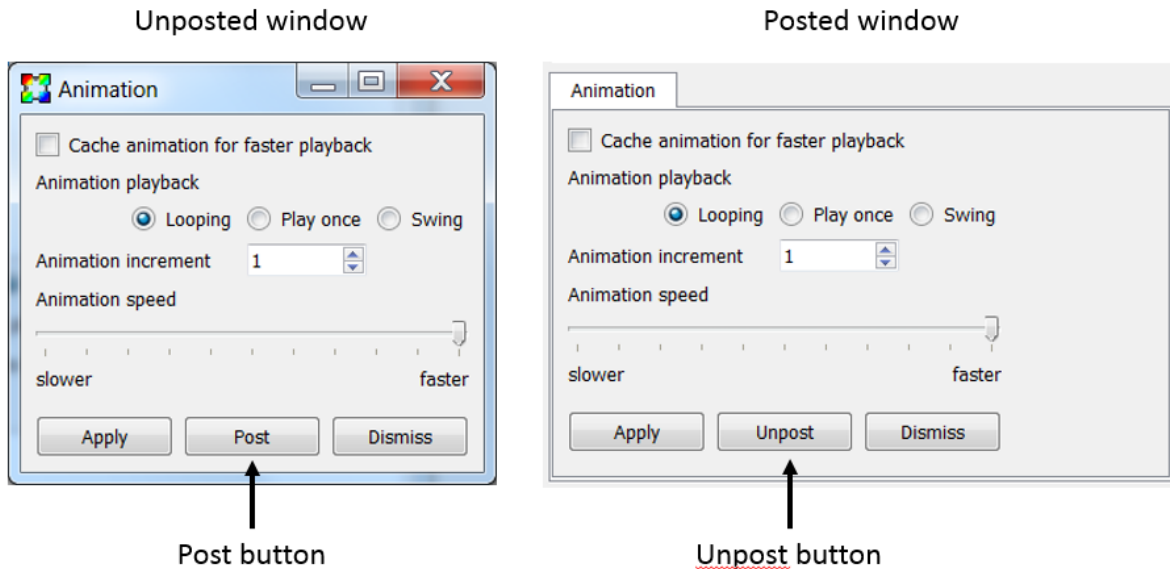 Unposted window
Animation
Cache animation for faster playback
Animation playback
Looping Play once Swing
Animation increment 1
Animation speed
slower faster
Apply Post Dismiss
Post button
Posted window
Animation
Cache animation for faster playback
Animation playback
Looping Play once Swing
Animation increment 1
Animation speed
slower faster
Apply Unpost Dismiss
Unpost button